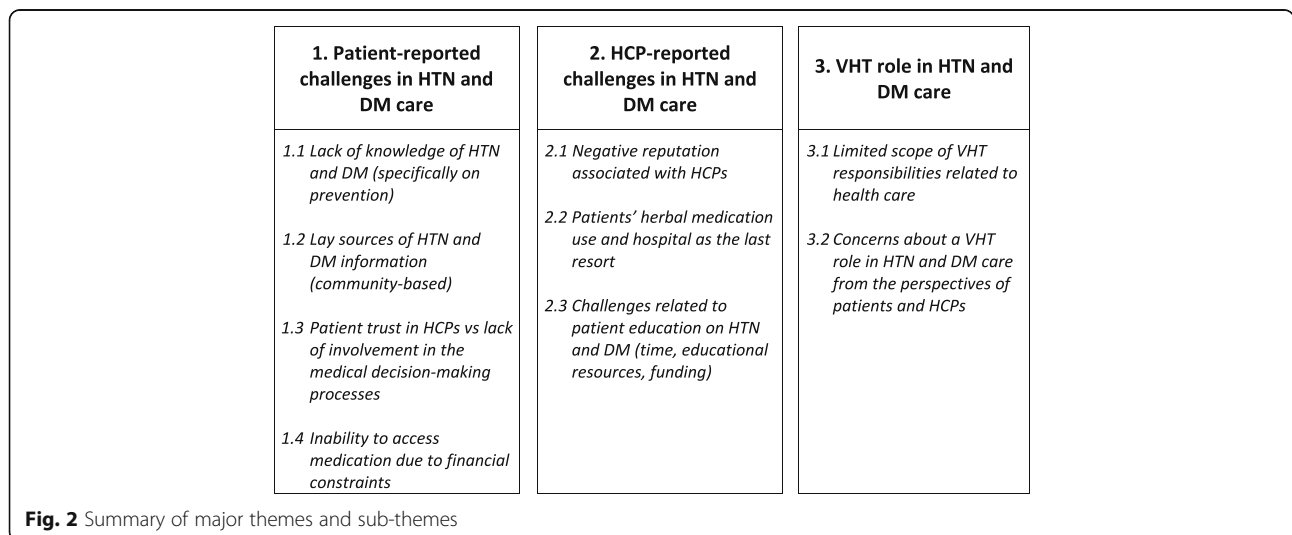 1. Patient-reported
challenges in HTN and
DM care
1.1 Lack of knowledge of HTN
and DM (specifically on
prevention)
1.2 Lay sources of HTN and
DM information
(community-based)
1.3 Patient trust in HCPs vs lack
of involvement in the
medical decision-making
processes
1.4 Inability to access
medication due to financial
constraints
2. HCP-reported
challenges in HTN and
DM care
2.1 Negative reputation
associated with HCPs
2.2 Patients’ herbal medication
use and hospital as the last
resort
2.3 Challenges related to
patient education on HTN
and DM (time, educational
resources, funding)
3. VHT role in HTN and
DM care
3.1 Limited scope of VHT
responsibilities related to
health care
3.2 Concerns about a VHT
role in HTN and DM care
from the perspectives of
patients and HCPs
Fig. 2 Summary of major themes and sub-themes